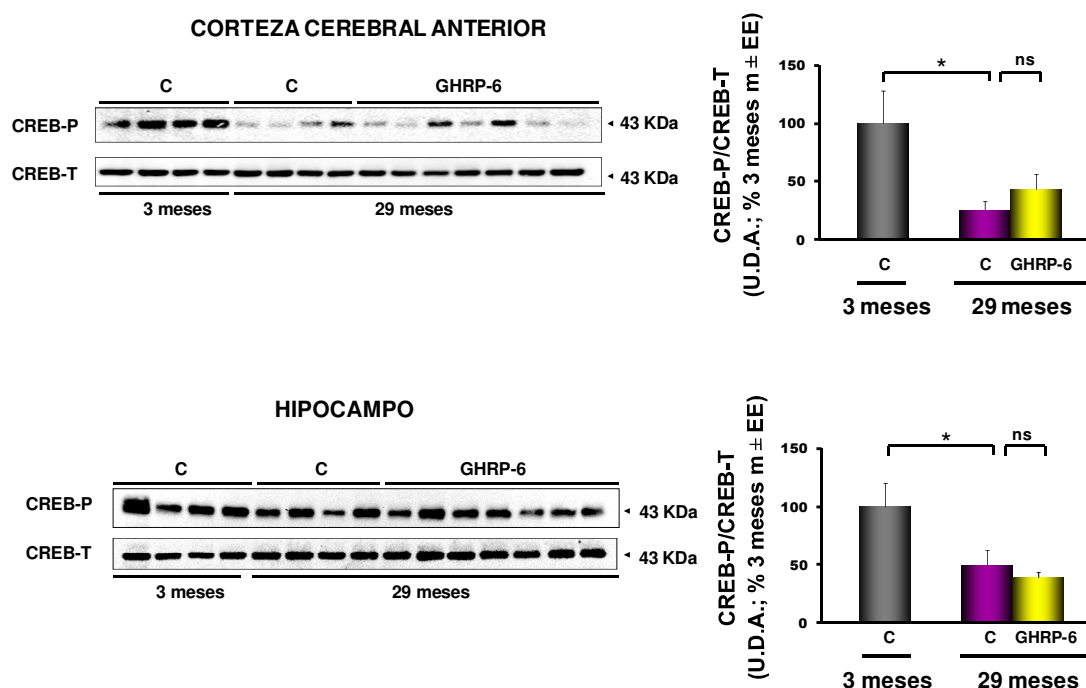 CORTEZA CEREBRAL ANTERIOR
C C GHRP-6
CREB-P ◂ 43 KDa
CREB-T ◂ 43 KDa
3 meses 29 meses
CREB-P/CREB-T
(U.D.A.; % 3 meses m ± EE)
150
100
50
0
* ns
C C GHRP-6
3 meses 29 meses
HIPOCAMPO
C C GHRP-6
CREB-P ◂ 43 KDa
CREB-T ◂ 43 KDa
3 meses 29 meses
CREB-P/CREB-T
(U.D.A.; % 3 meses m ± EE)
150
100
50
0
* ns
C C GHRP-6
3 meses 29 meses